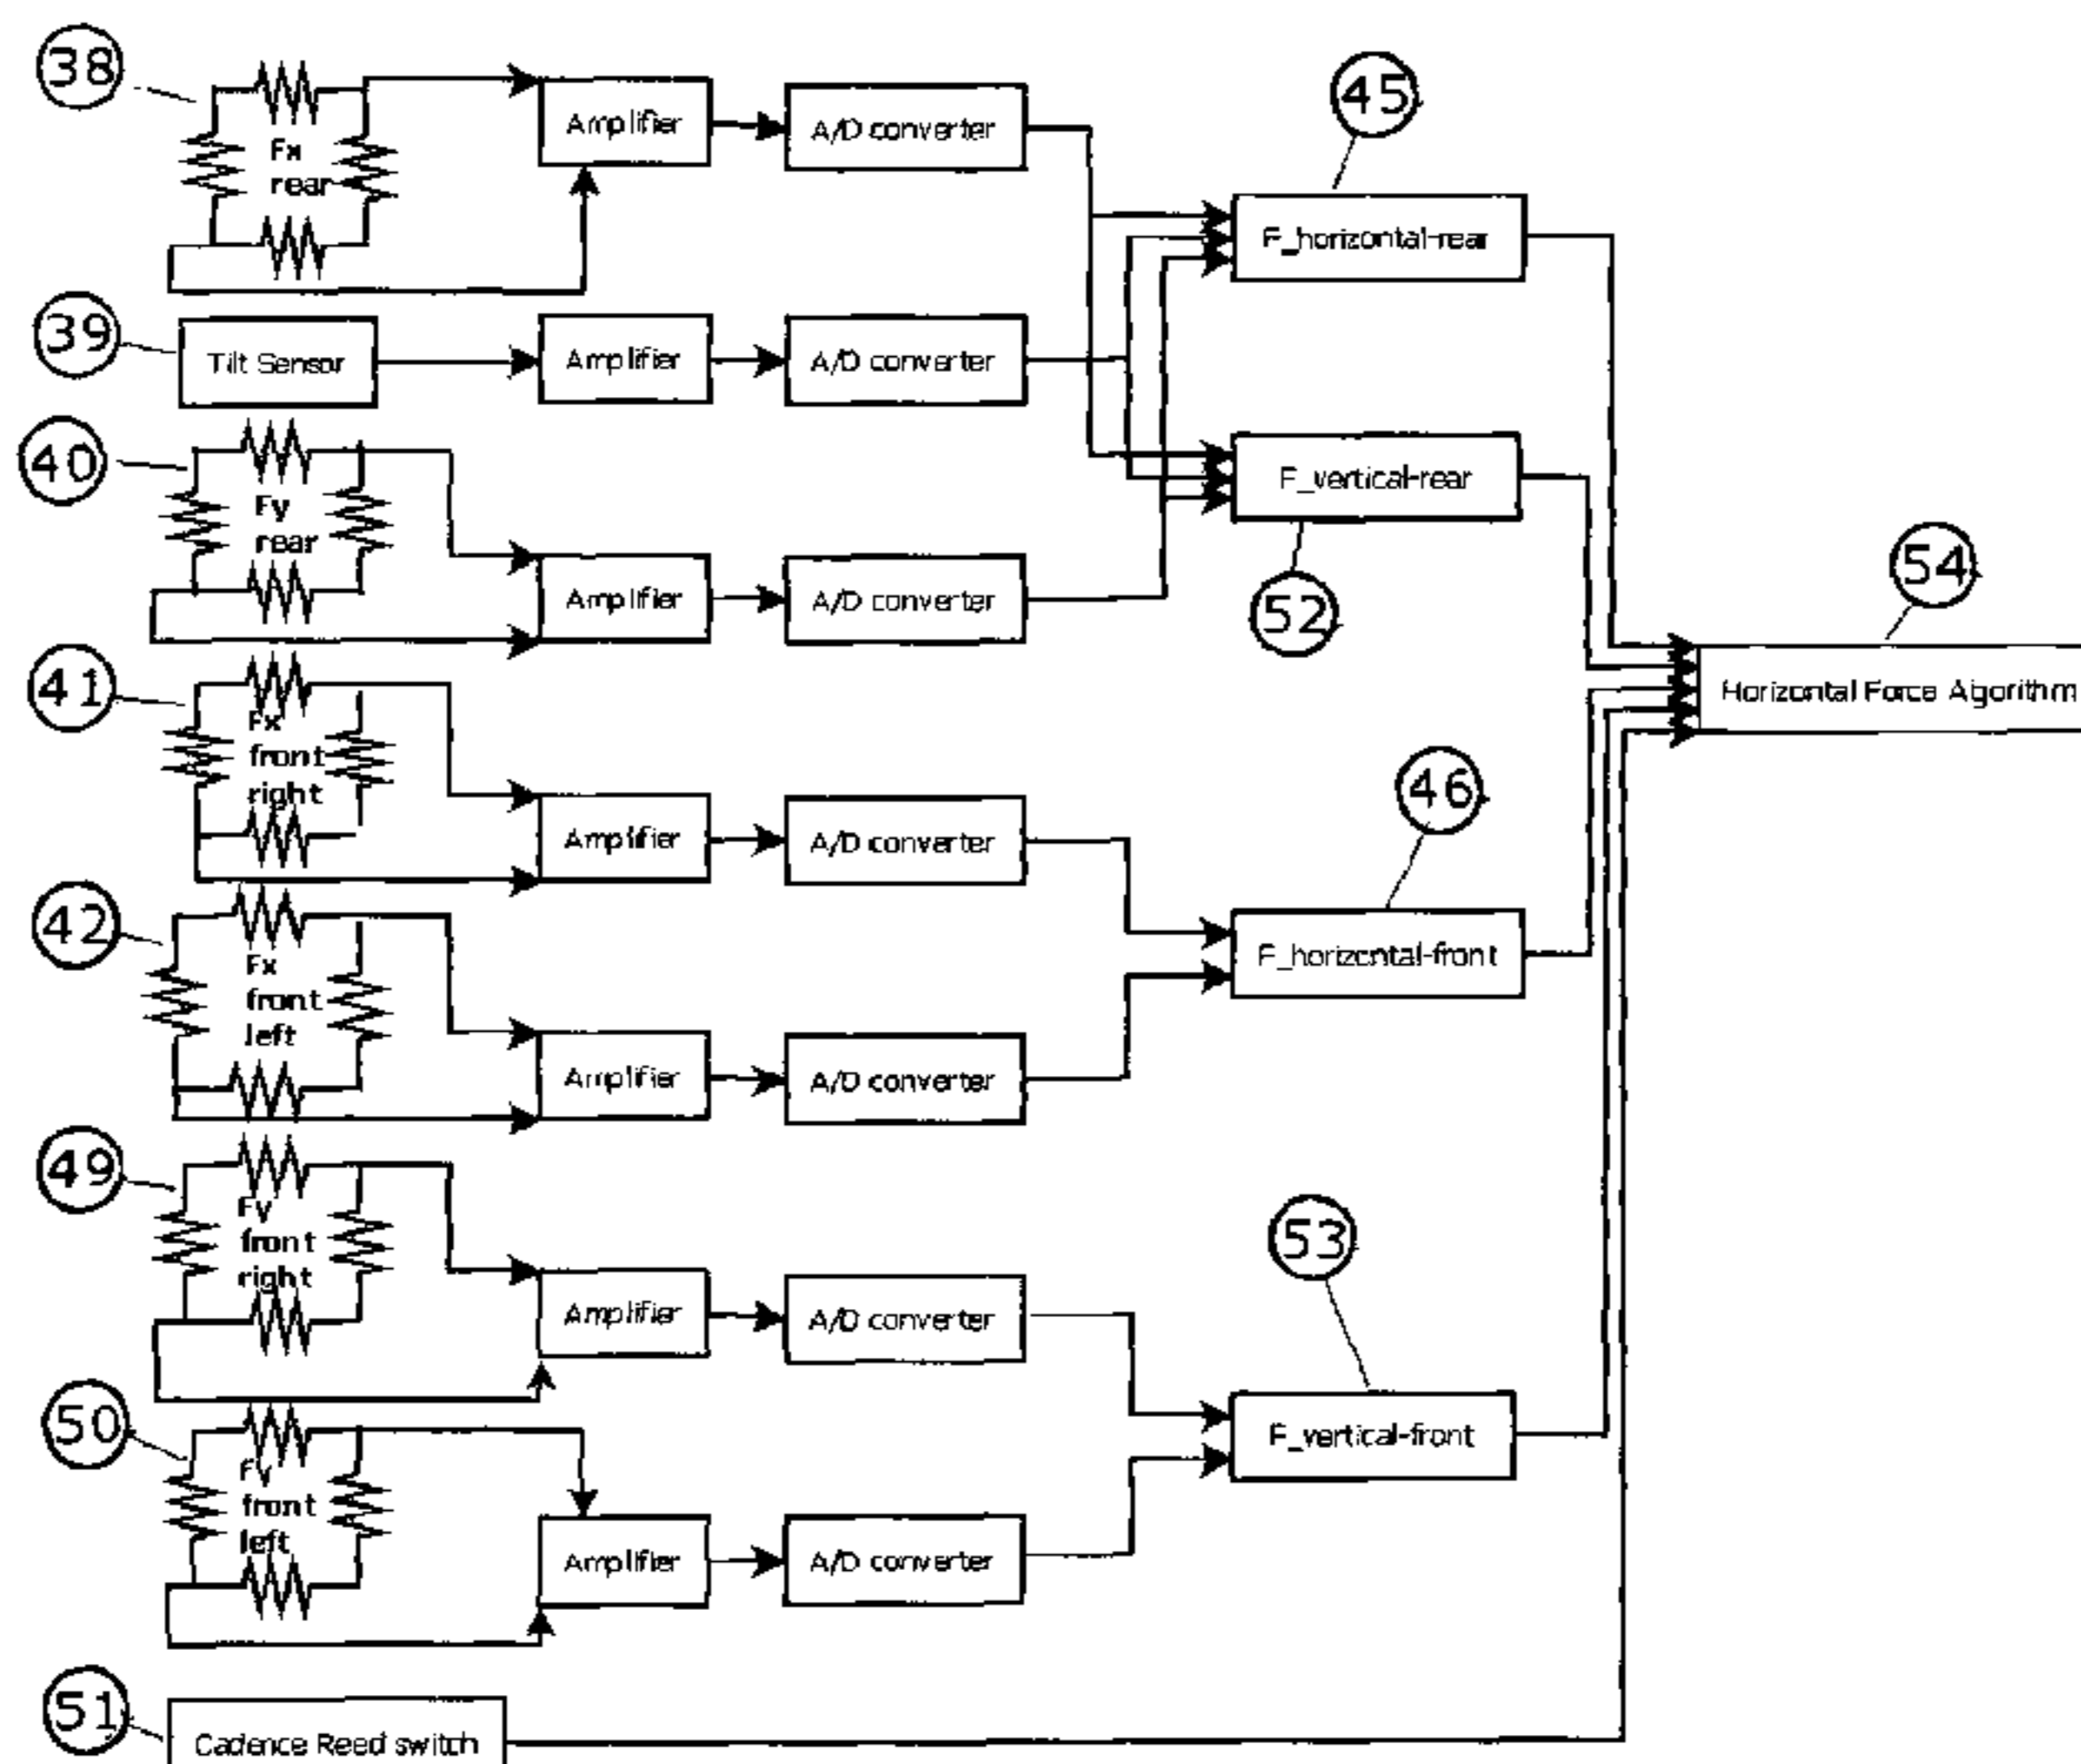 38
Fx
rear
Amplifier
A/D converter
45
F_horizontal-rear
39
Tilt Sensor
Amplifier
A/D converter
40
Fy
rear
Amplifier
A/D converter
F_vertical-rear
52
54
Horizontal Force Algorithm
41
Fx
front
right
Amplifier
A/D converter
46
F_horizontal-front
42
Fx
front
left
Amplifier
A/D converter
49
Fy
front
right
Amplifier
A/D converter
53
F_vertical-front
50
Fy
front
left
Amplifier
A/D converter
51
Cadence Reed switch